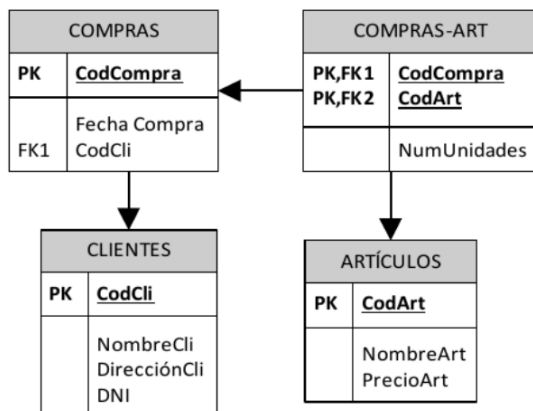 COMPRAS
PK CodCompra
Fecha Compra
FK1 CodCli
COMPRAS-ART
PK,FK1 CodCompra
PK,FK2 CodArt
NumUnidades
CLIENTES
PK CodCli
NombreCli
DirecciónCli
DNI
ARTÍCULOS
PK CodArt
NombreArt
PrecioArt